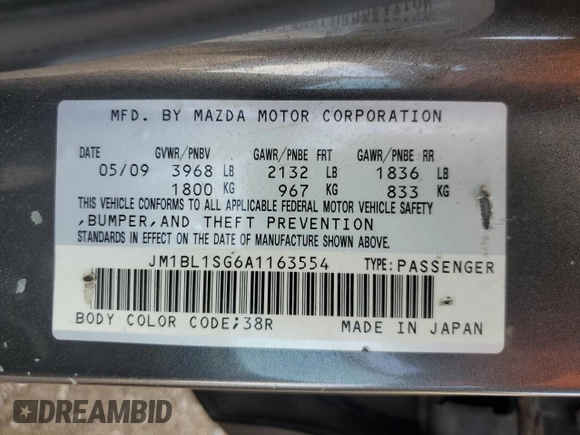 MFD. BY MAZDA MOTOR CORPORATION
DATE GVWR/PNBV GAWR/PNBE FRT GAWR/PNBE RR
05/09 3968 LB 2132 LB 1836 LB
1800 KG 967 KG 833 KG
THIS VEHICLE CONFORMS TO ALL APPLICABLE FEDERAL MOTOR VEHICLE SAFETY
,BUMPER,AND THEFT PREVENTION
STANDARDS IN EFFECT ON THE DATE OF MANUFACTURE SHOWN ABOVE.
JM1BL1SG6A1163554 TYPE:PASSENGER
BODY COLOR CODE;38R MADE IN JAPAN
DREAMBID